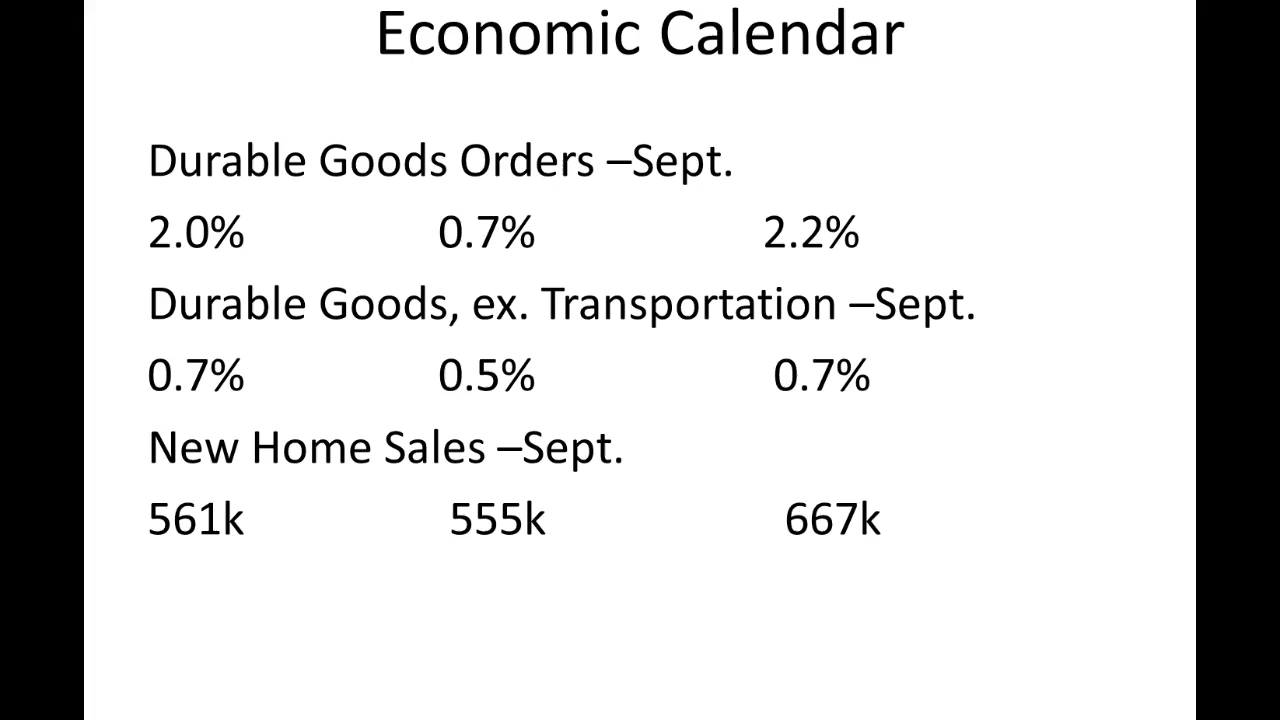 Economic Calendar
Durable Goods Orders –Sept.
2.0% 0.7% 2.2%
Durable Goods, ex. Transportation –Sept.
0.7% 0.5% 0.7%
New Home Sales –Sept.
561k 555k 667k